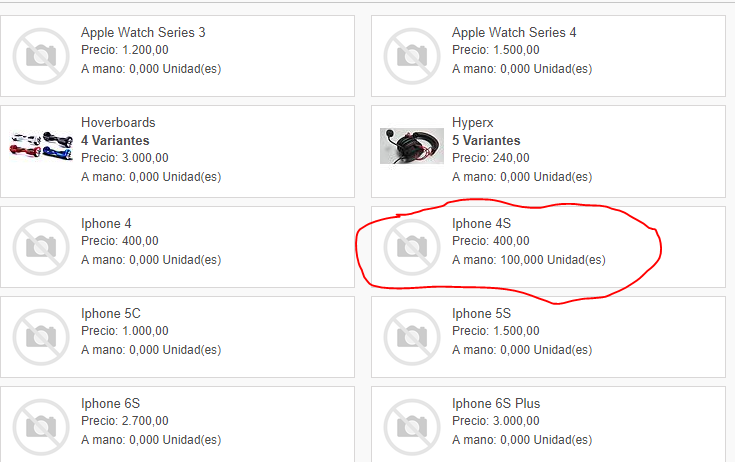 Apple Watch Series 3
Precio: 1.200,00
A mano: 0,000 Unidad(es)
Apple Watch Series 4
Precio: 1.500,00
A mano: 0,000 Unidad(es)
Hoverboards
4 Variantes
Precio: 3.000,00
A mano: 0,000 Unidad(es)
Hyperx
5 Variantes
Precio: 240,00
A mano: 0,000 Unidad(es)
Iphone 4
Precio: 400,00
A mano: 0,000 Unidad(es)
Iphone 4S
Precio: 400,00
A mano: 100,000 Unidad(es)
Iphone 5C
Precio: 1.000,00
A mano: 0,000 Unidad(es)
Iphone 5S
Precio: 1.500,00
A mano: 0,000 Unidad(es)
Iphone 6S
Precio: 2.700,00
A mano: 0,000 Unidad(es)
Iphone 6S Plus
Precio: 3.000,00
A mano: 0,000 Unidad(es)